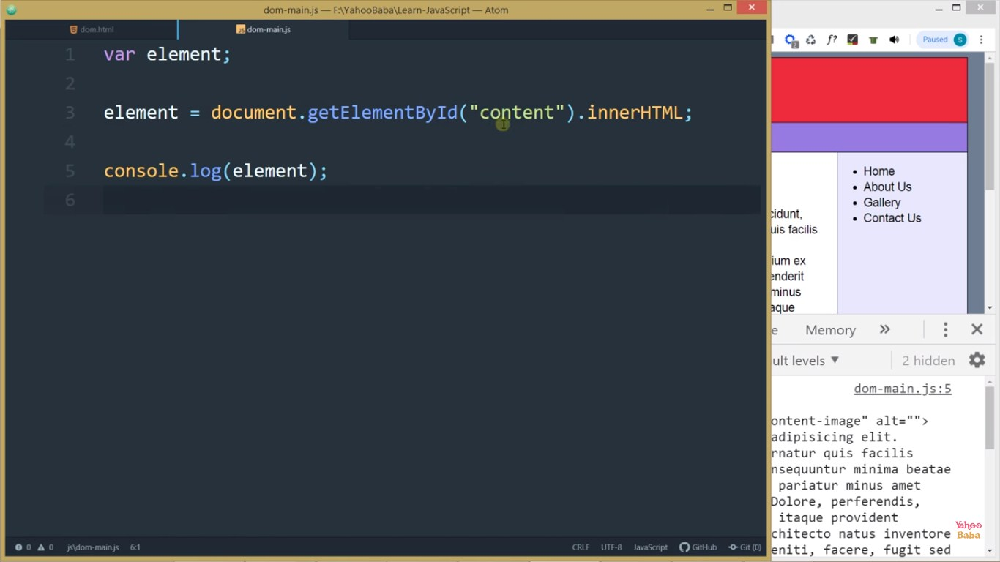 dom-main.js — F:\YahooBaba\Learn-JavaScript — Atom
dom.html
dom-main.js
1 var element;
2
3 element = document.getElementById("content").innerHTML;
4
5 console.log(element);
6
0 0 js\dom-main.js 6:1 CRLF UTF-8 JavaScript GitHub Git (0)
2 f? Paused S
Home
About Us
Gallery
Contact Us
cidunt,
uis facilis
ium ex
enderit
minus
aque
e Memory
ult levels 2 hidden
dom-main.js:5
ontent-image" alt="">
adipisicing elit.
rnatur quis facilis
nsequuntur minima beatae
pariatur minus amet
Dolore, perferendis,
itaque provident
chitecto natus inventore
eniti, facere, fugit sed
Yahoo
Baba